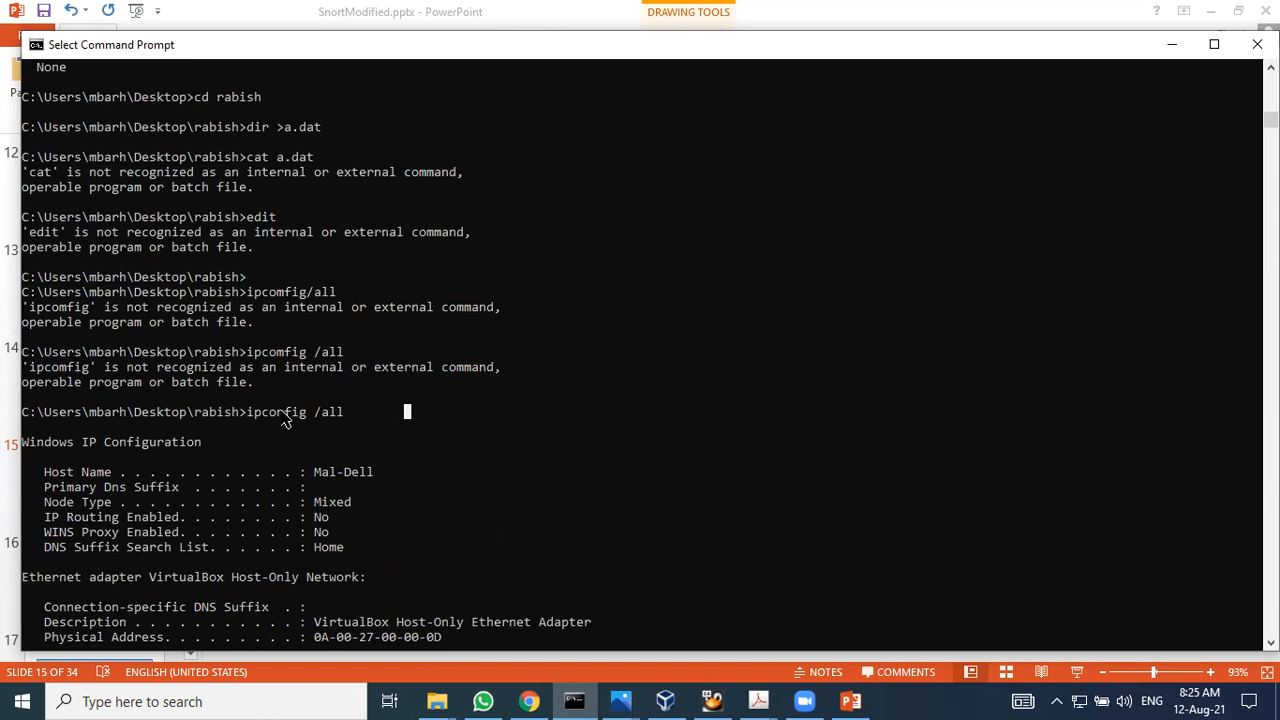 SnortModified.pptx - PowerPoint
DRAWING TOOLS
Select Command Prompt
None
C:\Users\mbarh\Desktop>cd rabish
C:\Users\mbarh\Desktop\rabish>dir >a.dat
12
C:\Users\mbarh\Desktop\rabish>cat a.dat
'cat' is not recognized as an internal or external command,
operable program or batch file.
C:\Users\mbarh\Desktop\rabish>edit
'edit' is not recognized as an internal or external command,
13
operable program or batch file.
C:\Users\mbarh\Desktop\rabish>
C:\Users\mbarh\Desktop\rabish>ipcomfig/all
'ipcomfig' is not recognized as an internal or external command,
operable program or batch file.
14
C:\Users\mbarh\Desktop\rabish>ipcomfig /all
'ipcomfig' is not recognized as an internal or external command,
operable program or batch file.
C:\Users\mbarh\Desktop\rabish>ipconfig /all
15
Windows IP Configuration
Host Name . . . . . . . . . . . . : Mal-Dell
Primary Dns Suffix . . . . . . . :
Node Type . . . . . . . . . . . . : Mixed
IP Routing Enabled. . . . . . . . : No
WINS Proxy Enabled. . . . . . . . : No
16
DNS Suffix Search List. . . . . . : Home
Ethernet adapter VirtualBox Host-Only Network:
Connection-specific DNS Suffix . :
Description . . . . . . . . . . . : VirtualBox Host-Only Ethernet Adapter
17
Physical Address. . . . . . . . . : 0A-00-27-00-00-0D
SLIDE 15 OF 34 ENGLISH (UNITED STATES) NOTES COMMENTS 93%
Type here to search
ENG
8:25 AM
12-Aug-21